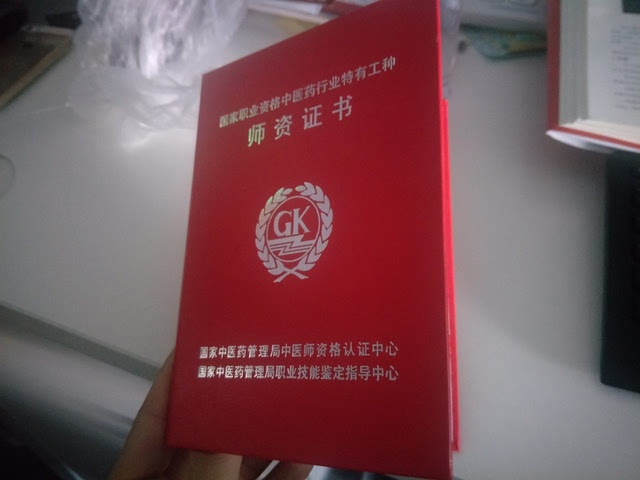 国家职业资格中医药行业特有工种
师资证书
GK
国家中医药管理局中医师资格认证中心
国家中医药管理局职业技能鉴定指导中心